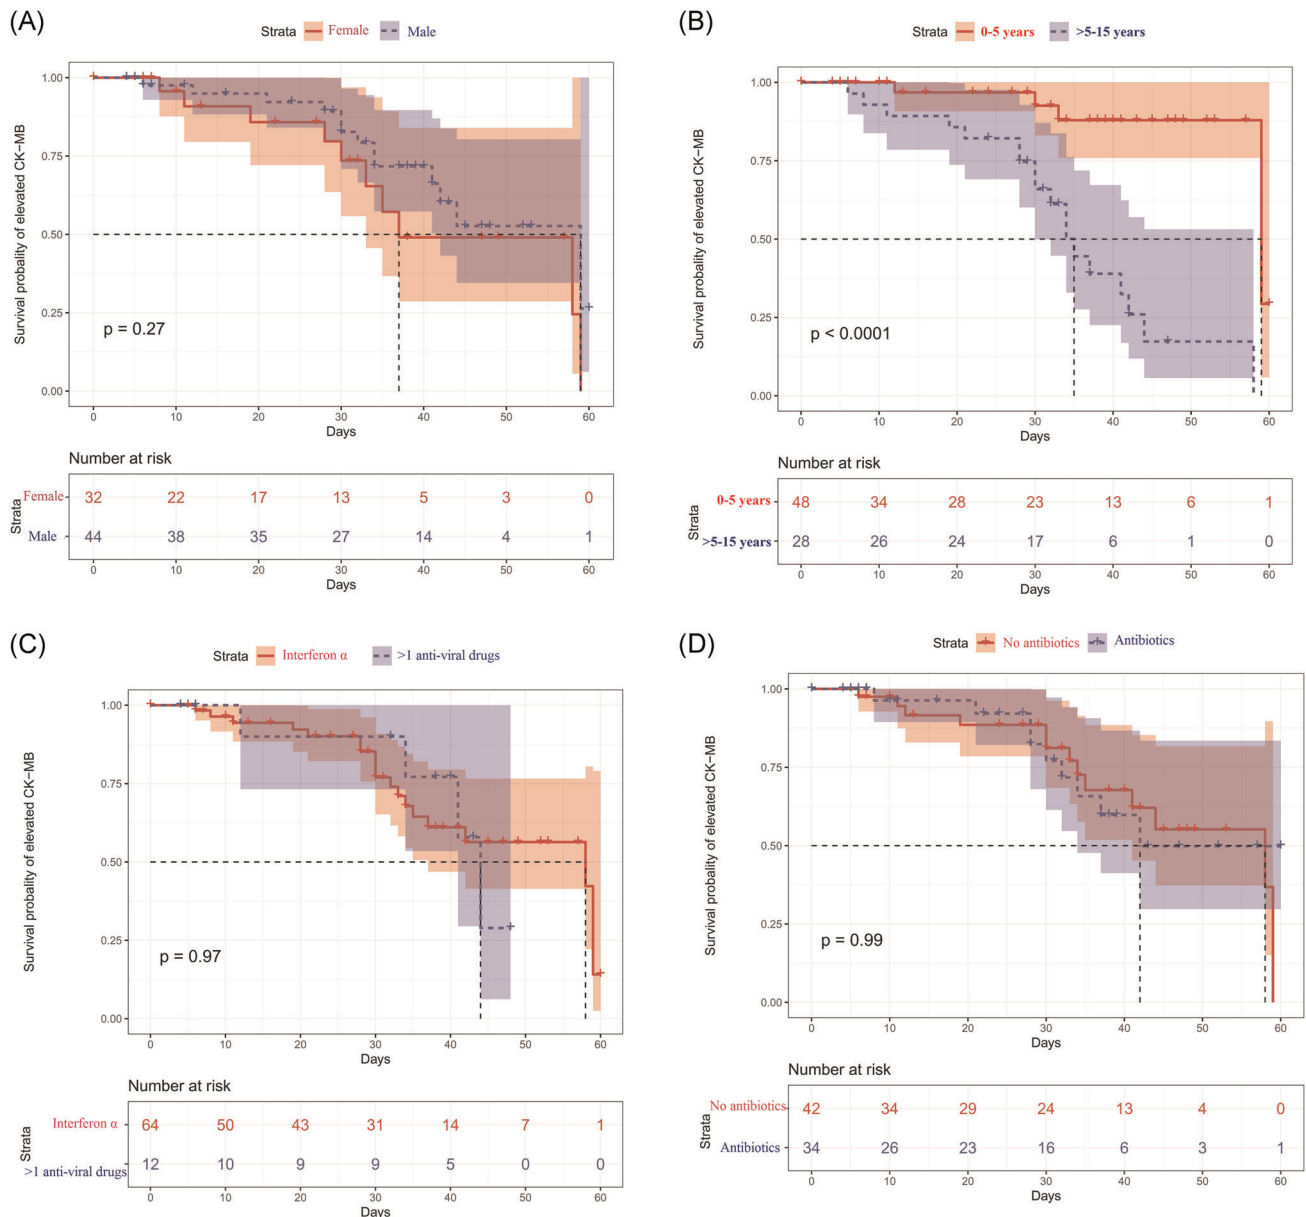 (A)
Strata Female Male
Survival probality of elevated CK−MB
1.00
0.75
0.50
0.25
0.00
p = 0.27
0 10 20 30 40 50 60
Days
Number at risk
Strata
Female 32 22 17 13 5 3 0
Male 44 38 35 27 14 4 1
0 10 20 30 40 50 60
Days
(B)
Strata 0-5 years >5-15 years
Survival probality of elevated CK−MB
1.00
0.75
0.50
0.25
0.00
p < 0.0001
0 10 20 30 40 50 60
Days
Number at risk
Strata
0-5 years 48 34 28 23 13 6 1
>5-15 years 28 26 24 17 6 1 0
0 10 20 30 40 50 60
Days
(C)
Strata Interferon α >1 anti-viral drugs
Survival probality of elevated CK−MB
1.00
0.75
0.50
0.25
0.00
p = 0.97
0 10 20 30 40 50 60
Days
Number at risk
Strata
Interferon α 64 50 43 31 14 7 1
>1 anti-viral drugs 12 10 9 9 5 0 0
0 10 20 30 40 50 60
Days
(D)
Strata No antibiotics Antibiotics
Survival probality of elevated CK−MB
1.00
0.75
0.50
0.25
0.00
p = 0.99
0 10 20 30 40 50 60
Days
Number at risk
Strata
No antibiotics 42 34 29 24 13 4 0
Antibiotics 34 26 23 16 6 3 1
0 10 20 30 40 50 60
Days